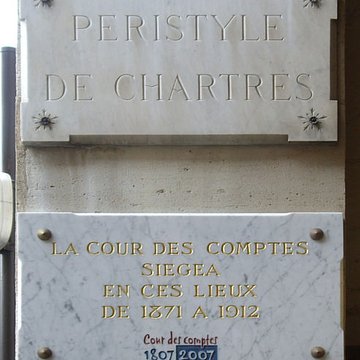 PERISTYLE
DE CHARTRES
LA COUR DES COMPTES
SIEGEA
EN CES LIEUX
DE 1871 A 1912
Cour des comptes
1807 2007